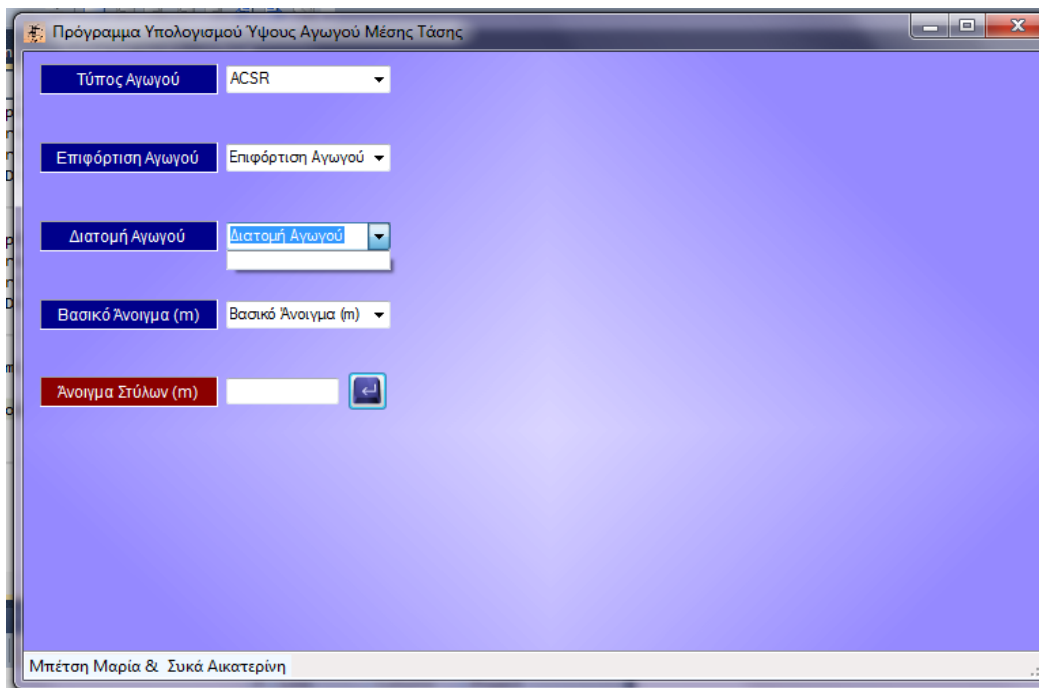 Πρόγραμμα Υπολογισμού Ύψους Αγωγού Μέσης Τάσης
Τύπος Αγωγού ACSR
Επιφόρτιση Αγωγού Επιφόρτιση Αγωγού
Διατομή Αγωγού Διατομή Αγωγού
Βασικό Άνοιγμα (m) Βασικό Άνοιγμα (m)
Άνοιγμα Στύλων (m)
Μπέτση Μαρία & Συκά Αικατερίνη